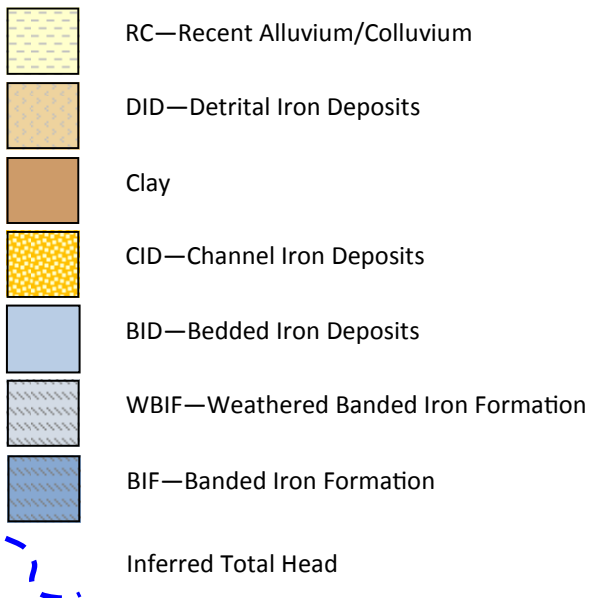 RC—Recent Alluvium/Colluvium
DID—Detrital Iron Deposits
Clay
CID—Channel Iron Deposits
BID—Bedded Iron Deposits
WBIF—Weathered Banded Iron Formation
BIF—Banded Iron Formation
Inferred Total Head